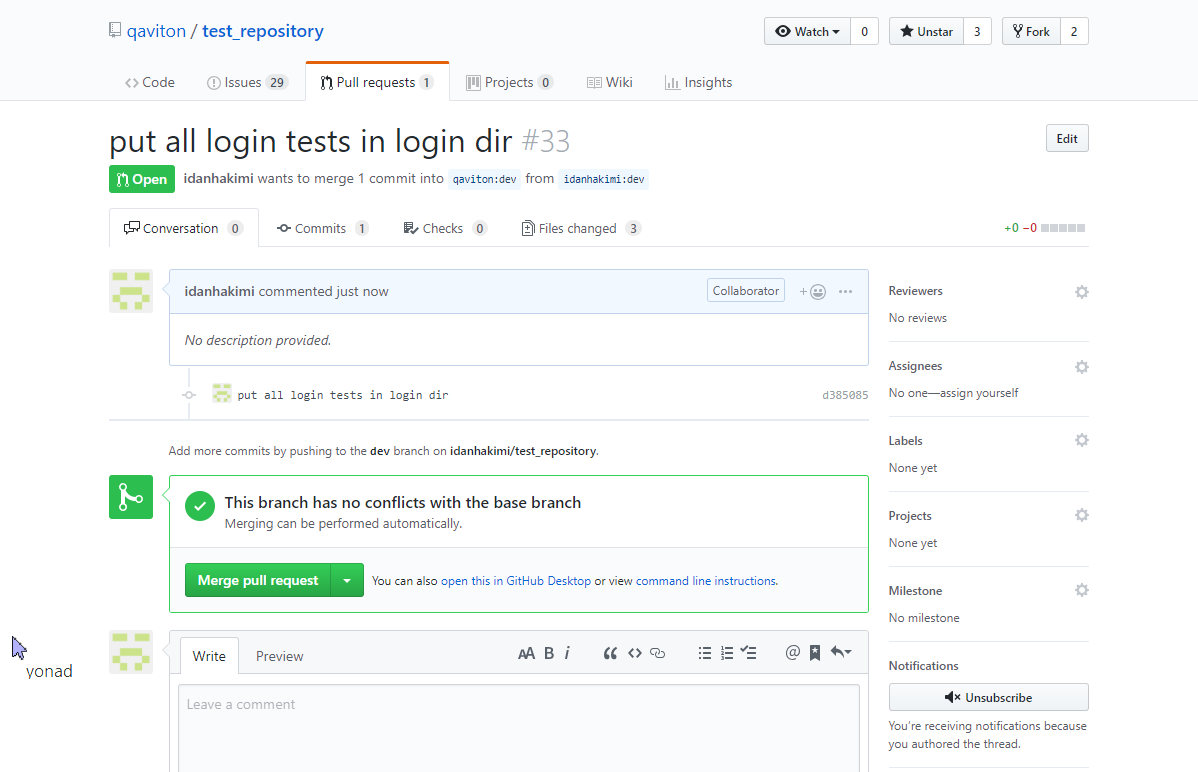 qaviton / test_repository
Watch 0 Unstar 3 Fork 2
Code Issues 29 Pull requests 1 Projects 0 Wiki Insights
put all login tests in login dir #33
Edit
Open idanhakimi wants to merge 1 commit into qaviton:dev from idanhakimi:dev
Conversation 0 Commits 1 Checks 0 Files changed 3
+0 −0
idanhakimi commented just now
Collaborator
No description provided.
put all login tests in login dir d385085
Add more commits by pushing to the dev branch on idanhakimi/test_repository.
This branch has no conflicts with the base branch
Merging can be performed automatically.
Merge pull request You can also open this in GitHub Desktop or view command line instructions.
Write Preview
AA B i
Leave a comment
Reviewers
No reviews
Assignees
No one—assign yourself
Labels
None yet
Projects
None yet
Milestone
No milestone
Notifications
Unsubscribe
You're receiving notifications because
you authored the thread.
yonad